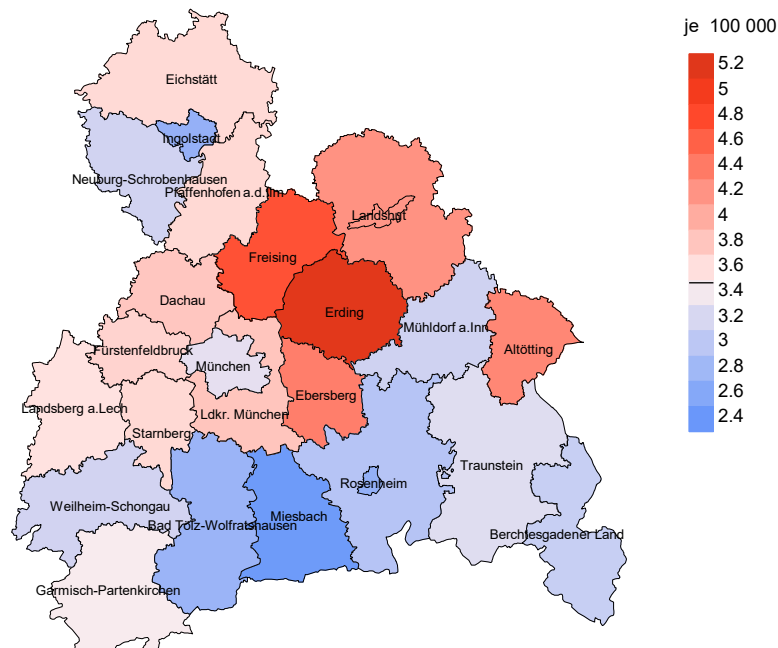 je 100 000
5.2
5
4.8
4.6
4.4
4.2
4
3.8
3.6
3.4
3.2
3
2.8
2.6
2.4
Eichstätt
Ingolstadt
Neuburg-Schrobenhausen
Pfaffenhofen a.d.Ilm
Landshut
Freising
Dachau
Erding
Mühldorf a.Inn
Altötting
Fürstenfeldbruck
München
Landsberg a.Lech
Starnberg
Ldkr. München
Ebersberg
Traunstein
Rosenheim
Weilheim-Schongau
Bad Tölz-Wolfratshausen
Miesbach
Berchtesgadener Land
Garmisch-Partenkirchen